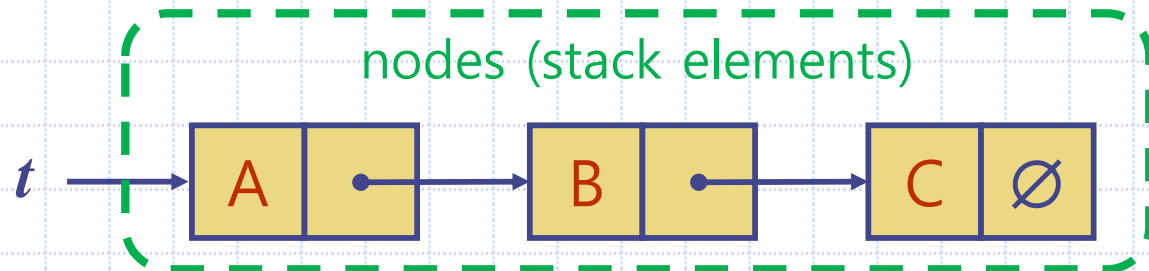 nodes (stack elements)
t A B C ∅